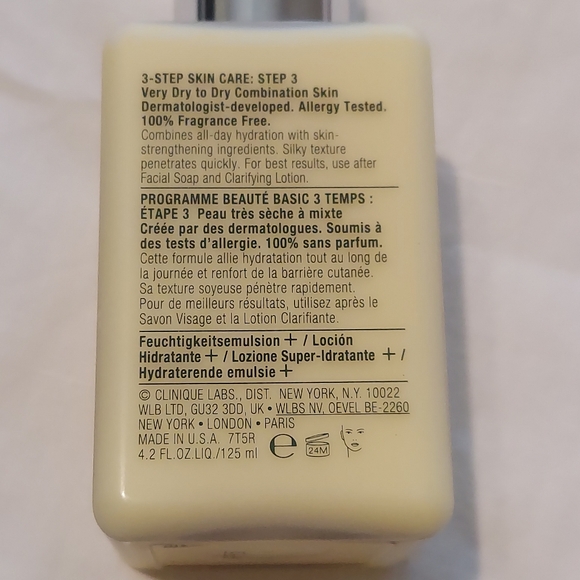 3-STEP SKIN CARE: STEP 3
Very Dry to Dry Combination Skin
Dermatologist-developed. Allergy Tested.
100% Fragrance Free.
Combines all-day hydration with skin-
strengthening ingredients. Silky texture
penetrates quickly. For best results, use after
Facial Soap and Clarifying Lotion.
PROGRAMME BEAUTÉ BASIC 3 TEMPS :
ÉTAPE 3 Peau très sèche à mixte
Créée par des dermatologues. Soumis à
des tests d'allergie. 100% sans parfum.
Cette formule allie hydratation tout au long de
la journée et renfort de la barrière cutanée.
Sa texture soyeuse pénètre rapidement.
Pour de meilleurs résultats, utilisez après le
Savon Visage et la Lotion Clarifiante.
Feuchtigkeitsemulsion + / Loción
Hidratante + / Lozione Super-Idratante + /
Hydraterende emulsie +
© CLINIQUE LABS., DIST. NEW YORK, N.Y. 10022
WLB LTD, GU32 3DD, UK • WLBS NV, OEVEL BE-2260
NEW YORK • LONDON • PARIS
MADE IN U.S.A. 7T5R
4.2 FL.OZ.LIQ./125 ml ℮ 24M